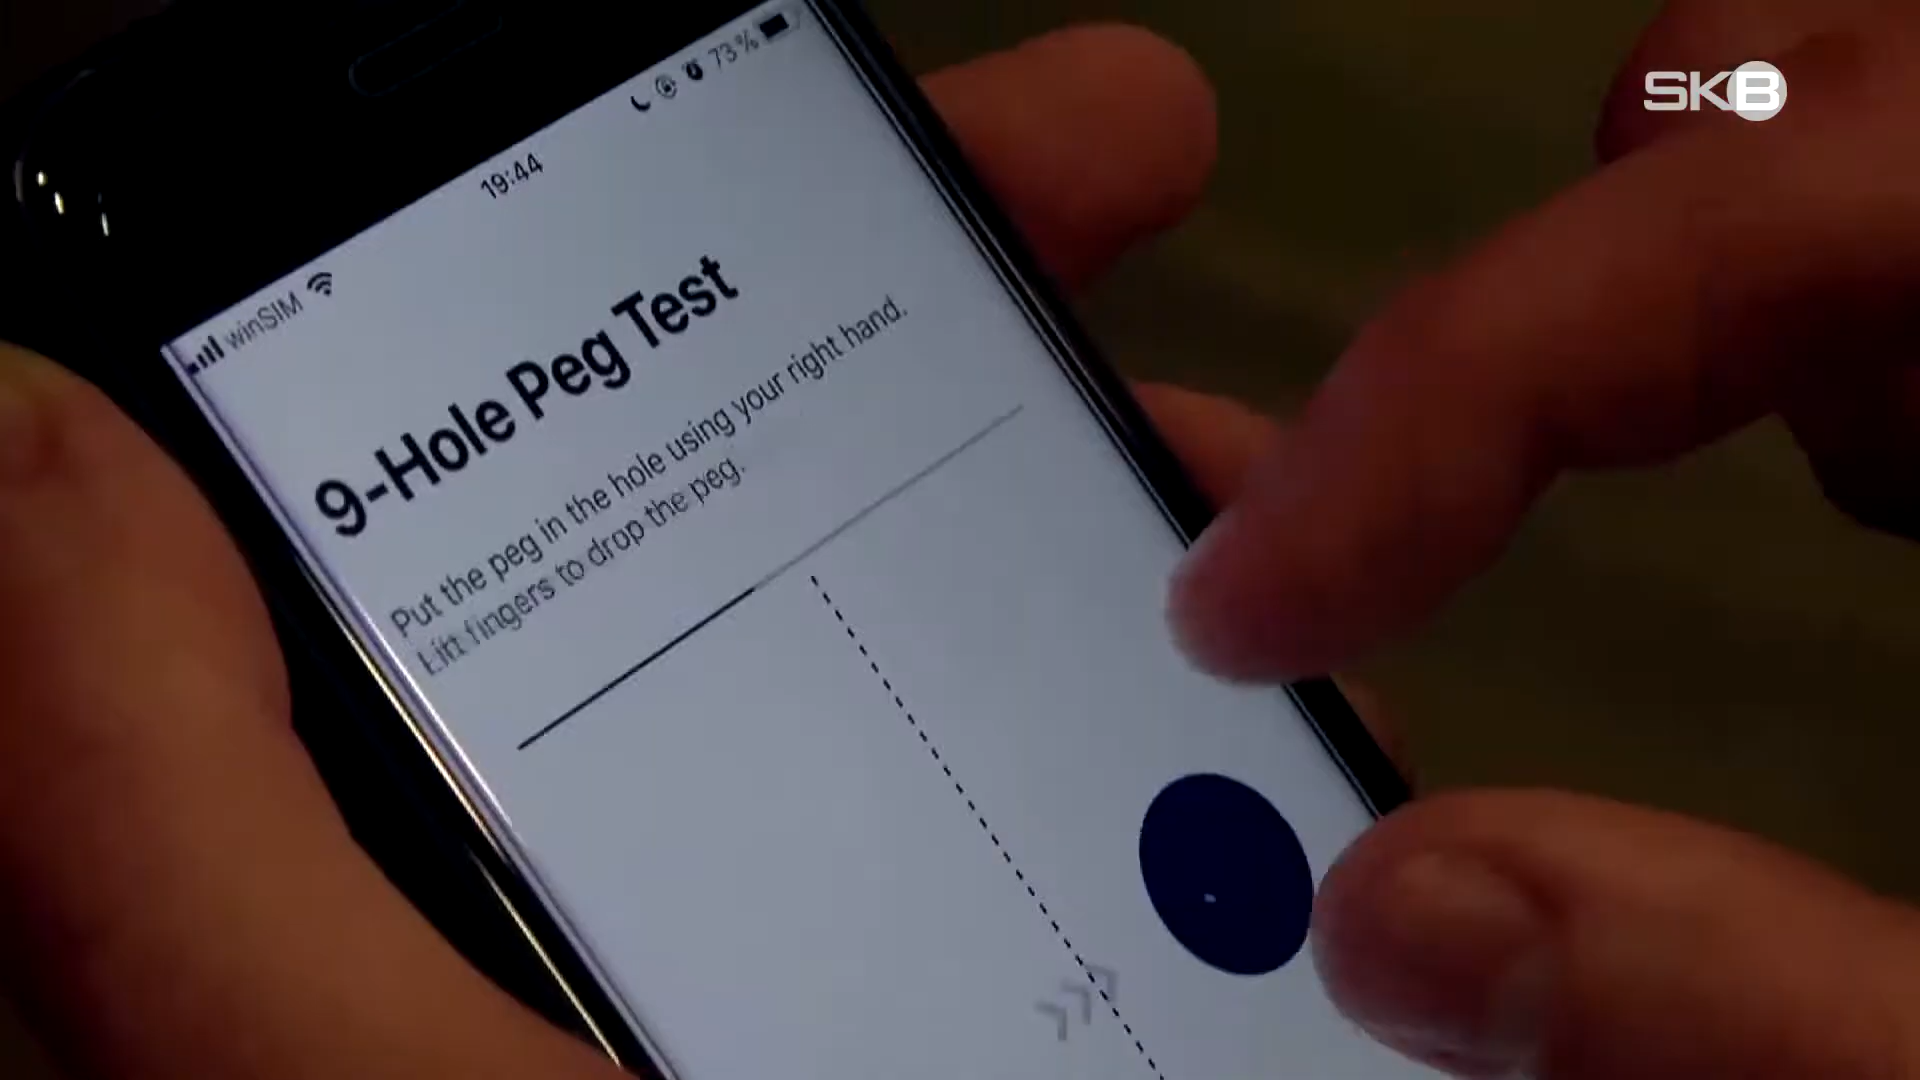 SKB
73 %
19:44
winSIM
9-Hole Peg Test
Put the peg in the hole using your right hand.
Lift fingers to drop the peg.